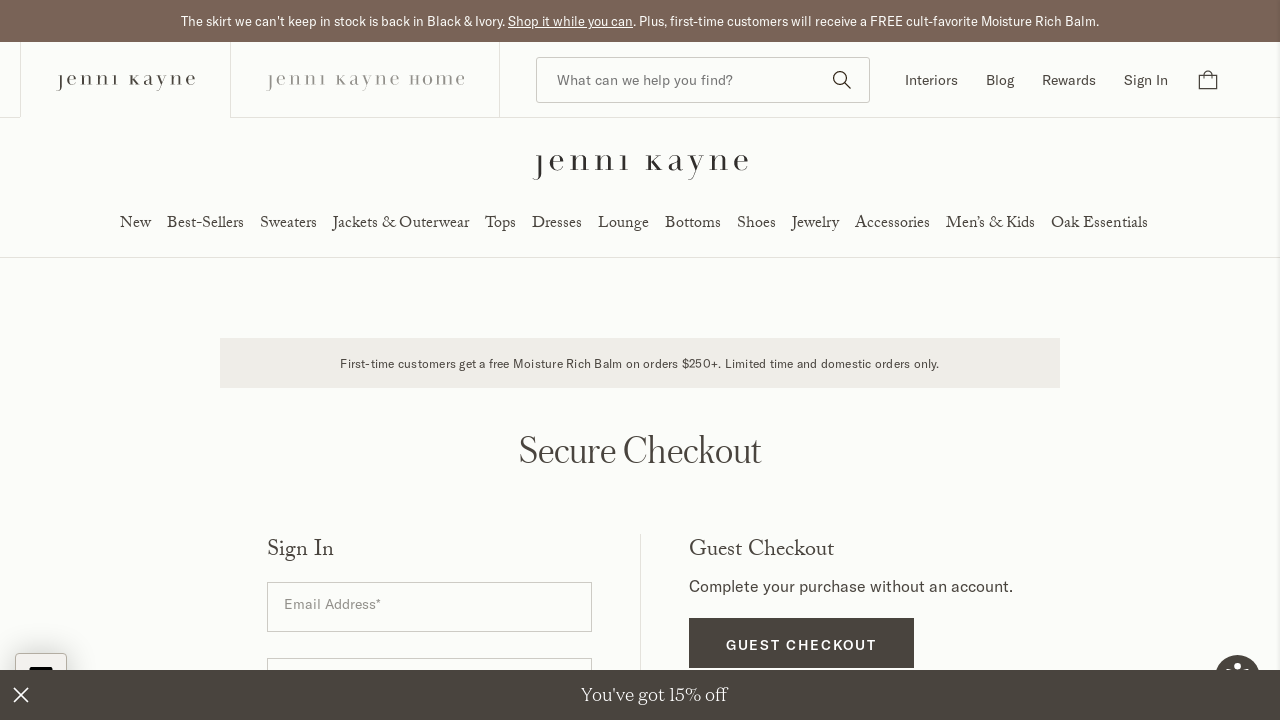 The skirt we can't keep in stock is back in Black & Ivory. Shop it while you can. Plus, first-time customers will receive a FREE cult-favorite Moisture Rich Balm.
jenni kayne
jenni kayne Home
What can we help you find?
Interiors
Blog
Rewards
Sign In
jenni kayne
New
Best-Sellers
Sweaters
Jackets & Outerwear
Tops
Dresses
Lounge
Bottoms
Shoes
Jewelry
Accessories
Men's & Kids
Oak Essentials
First-time customers get a free Moisture Rich Balm on orders $250+. Limited time and domestic orders only.
Secure Checkout
Sign In
Email Address*
Guest Checkout
Complete your purchase without an account.
GUEST CHECKOUT
You've got 15% off